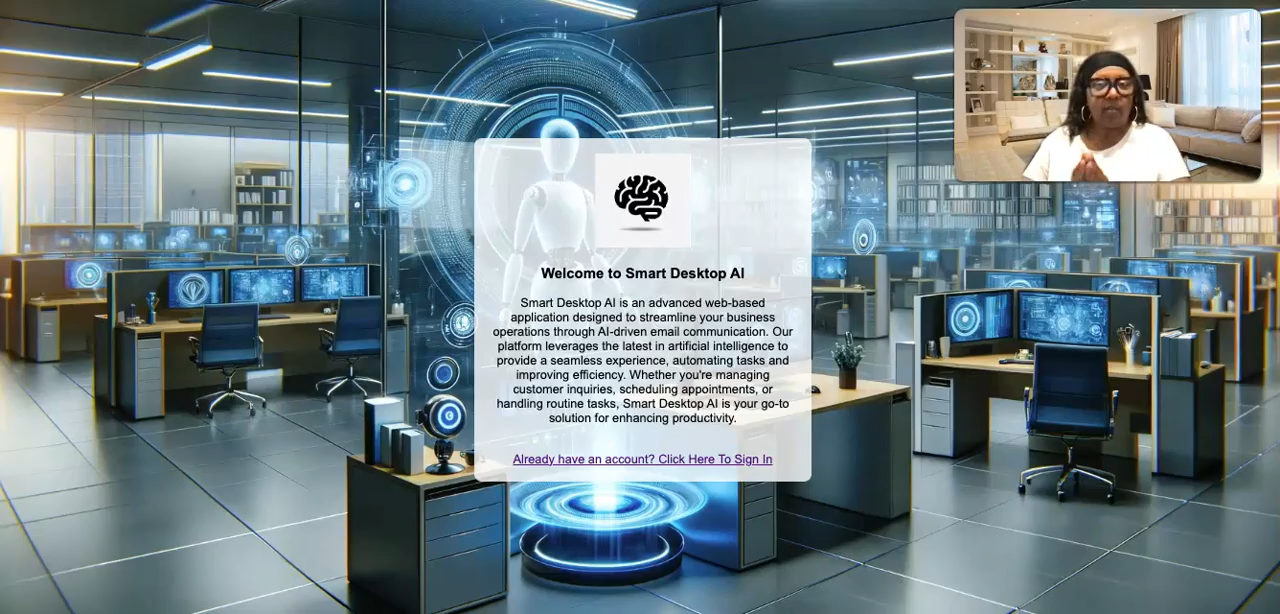 Welcome to Smart Desktop AI
Smart Desktop AI is an advanced web-based
application designed to streamline your business
operations through AI-driven email communication. Our
platform leverages the latest in artificial intelligence to
provide a seamless experience, automating tasks and
improving efficiency. Whether you're managing
customer inquiries, scheduling appointments, or
handling routine tasks, Smart Desktop AI is your go-to
solution for enhancing productivity.
Already have an account? Click Here To Sign In